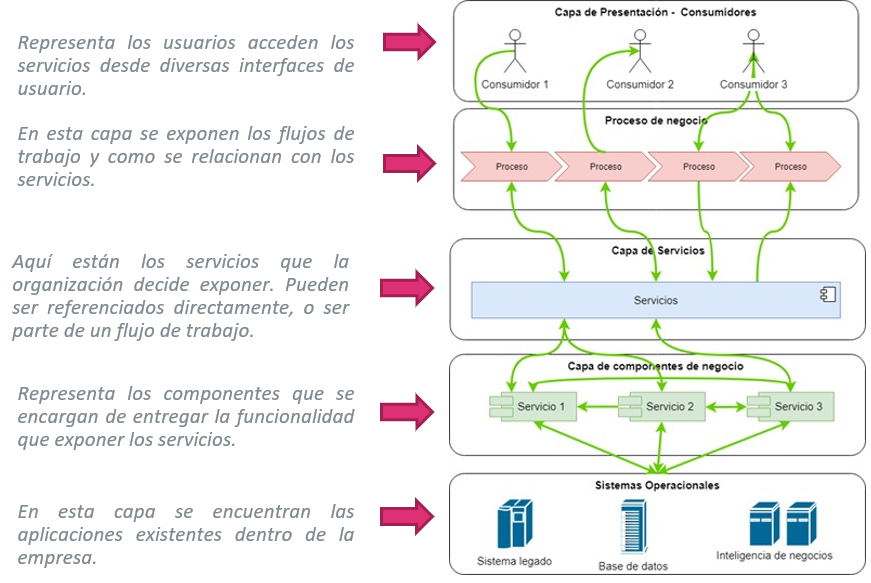 Capa de Presentación - Consumidores
Representa los usuarios acceden los
servicios desde diversas interfaces de
usuario.
Consumidor 1
Consumidor 2
Consumidor 3
En esta capa se exponen los flujos de
trabajo y como se relacionan con los
servicios.
Proceso de negocio
Proceso
Proceso
Proceso
Proceso
Aquí están los servicios que la
organización decide exponer. Pueden
ser referenciados directamente, o ser
parte de un flujo de trabajo.
Capa de Servicios
Servicios
Representa los componentes que se
encargan de entregar la funcionalidad
que exponer los servicios.
Capa de componentes de negocio
Servicio 1
Servicio 2
Servicio 3
En esta capa se encuentran las
aplicaciones existentes dentro de la
empresa.
Sistemas Operacionales
Sistema legado
Base de datos
Inteligencia de negocios